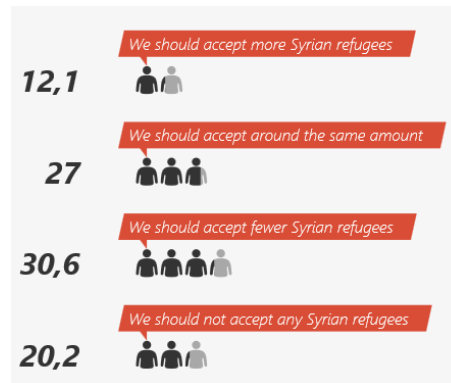 We should accept more Syrian refugees
12,1
We should accept around the same amount
27
We should accept fewer Syrian refugees
30,6
We should not accept any Syrian refugees
20,2